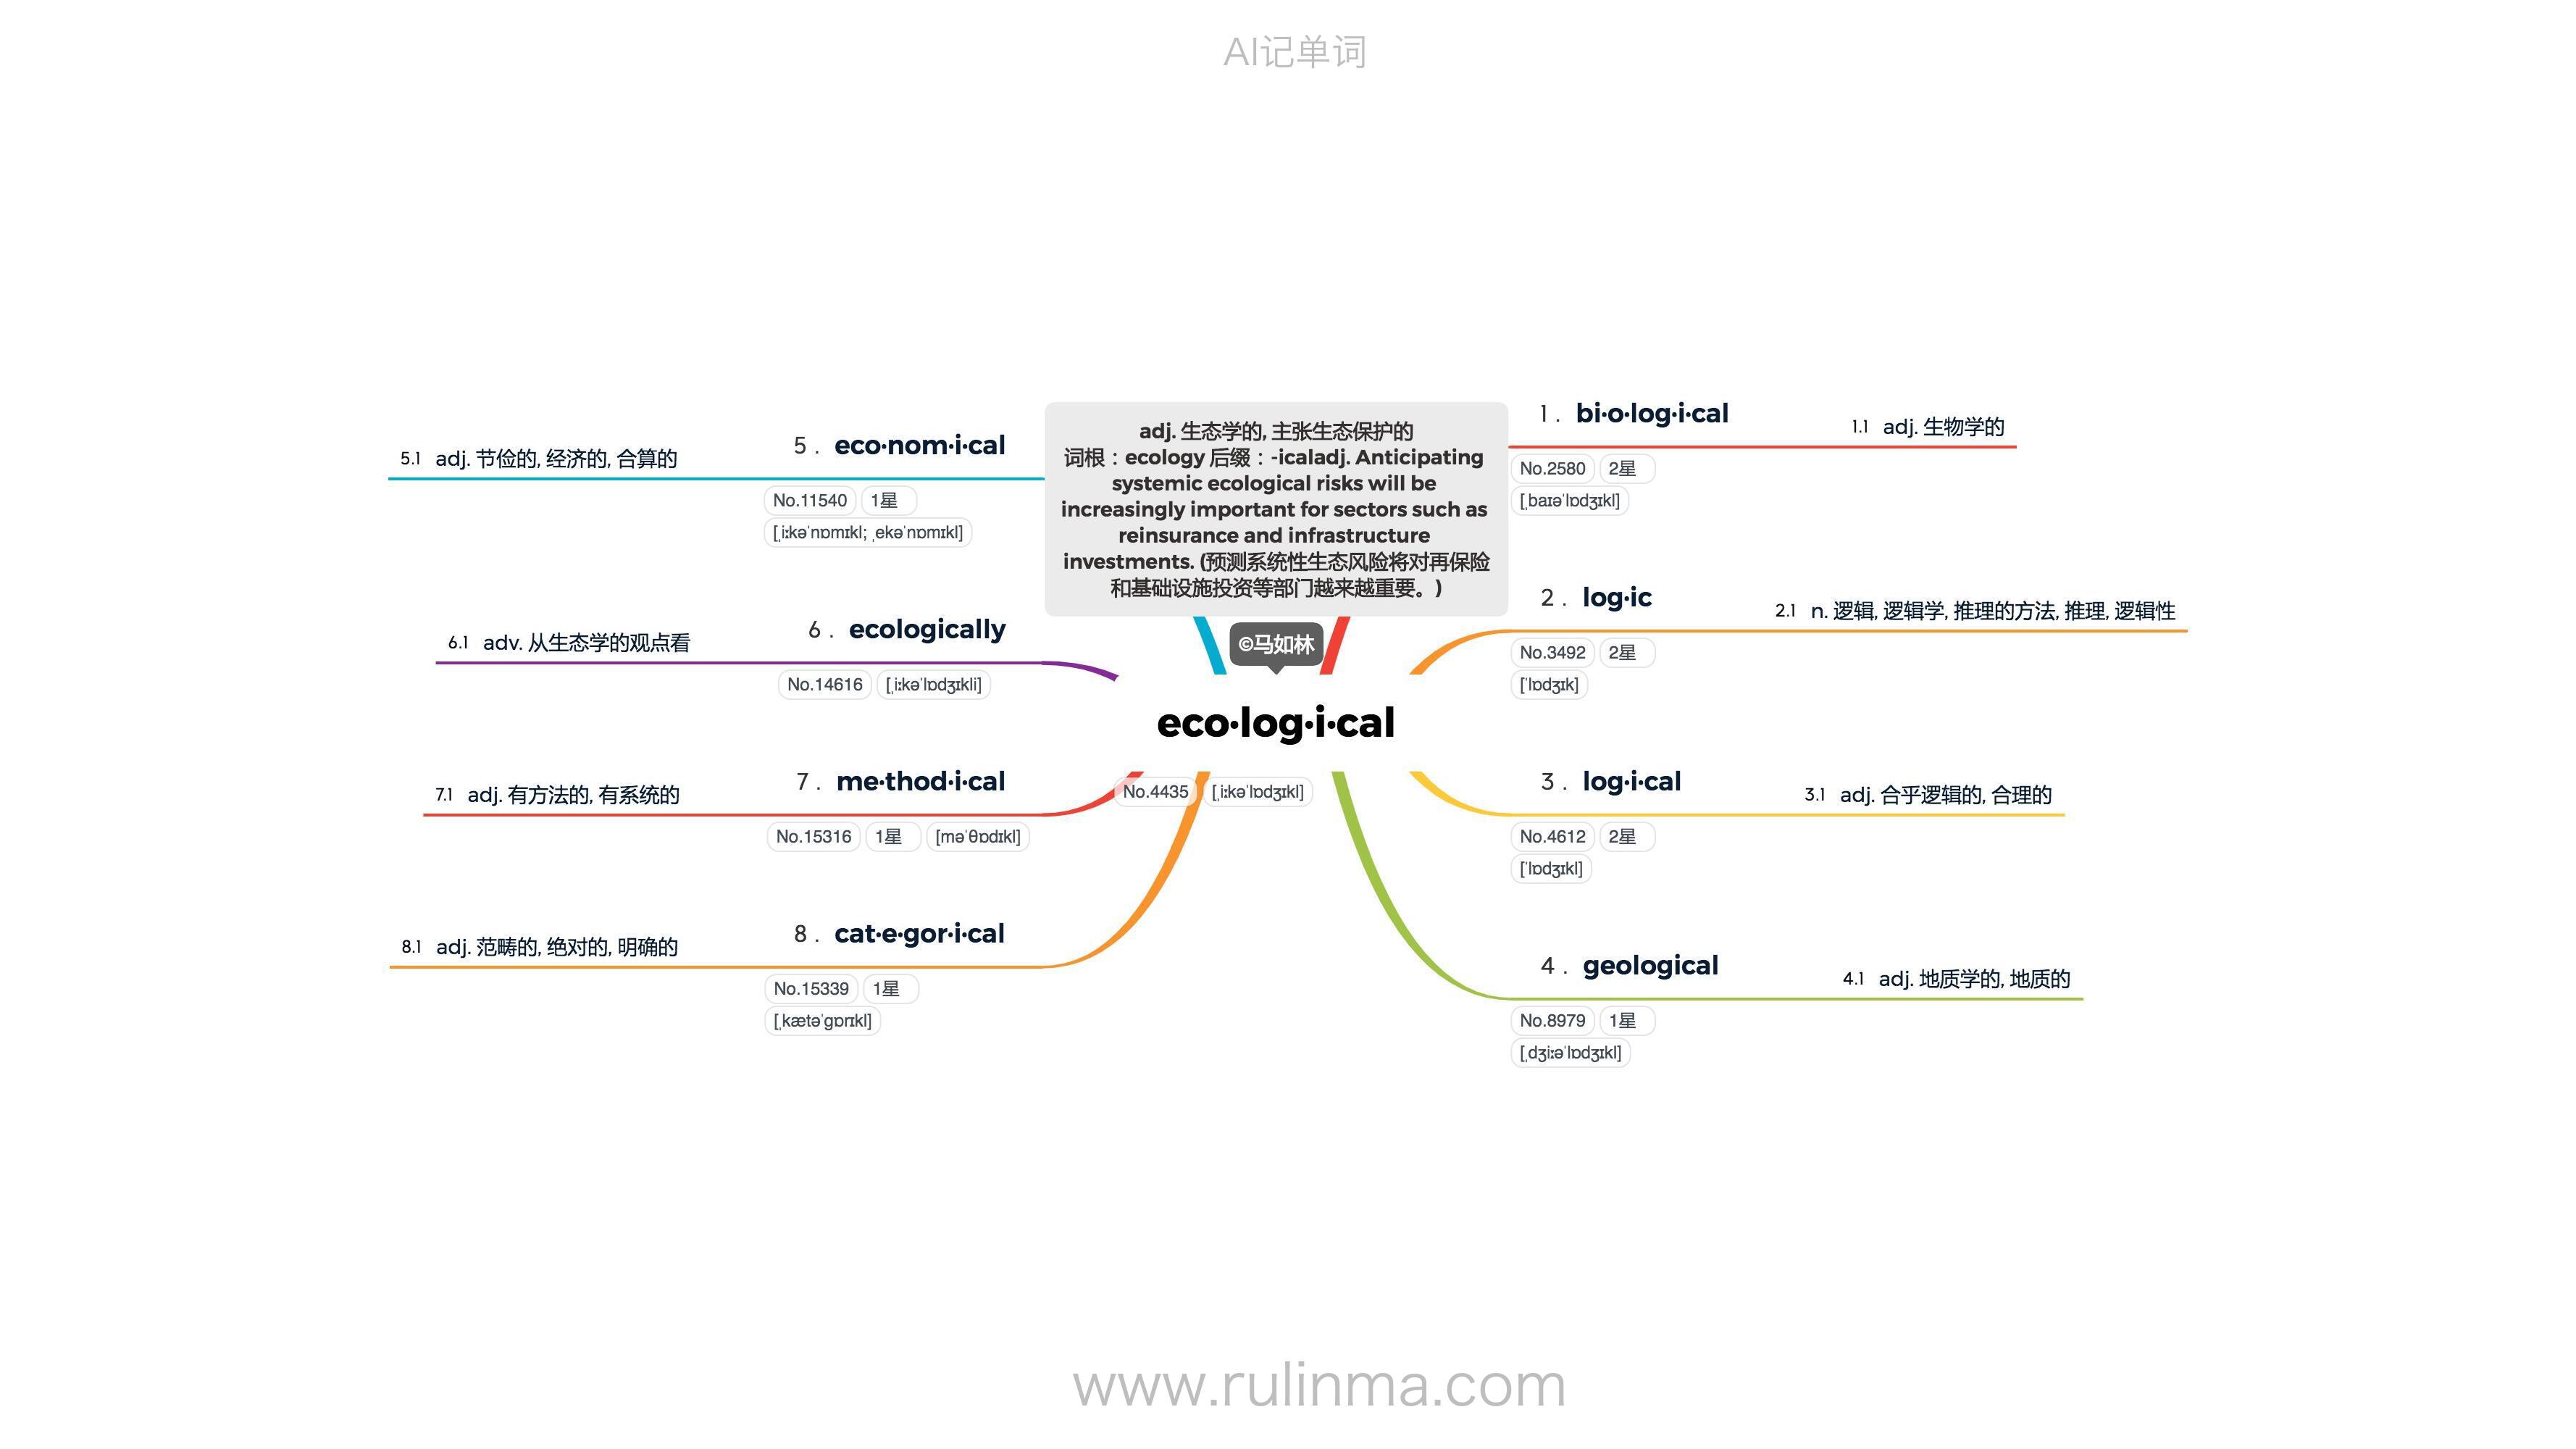 AI记单词
adj. 生态学的, 主张生态保护的
词根：ecology 后缀：-icaladj. Anticipating
systemic ecological risks will be
increasingly important for sectors such as
reinsurance and infrastructure
investments. (预测系统性生态风险将对再保险
和基础设施投资等部门越来越重要。)
©马如林
eco·log·i·cal
No.4435 [ˌiːkəˈlɒdʒɪkl]
1 . bi·o·log·i·cal
1.1 adj. 生物学的
No.2580 2星
[ˌbaɪəˈlɒdʒɪkl]
2 . log·ic
2.1 n. 逻辑, 逻辑学, 推理的方法, 推理, 逻辑性
No.3492 2星
[ˈlɒdʒɪk]
3 . log·i·cal
3.1 adj. 合乎逻辑的, 合理的
No.4612 2星
[ˈlɒdʒɪkl]
4 . geological
4.1 adj. 地质学的, 地质的
No.8979 1星
[ˌdʒiːəˈlɒdʒɪkl]
5 . eco·nom·i·cal
5.1 adj. 节俭的, 经济的, 合算的
No.11540 1星
[ˌiːkəˈnɒmɪkl; ˌekəˈnɒmɪkl]
6 . ecologically
6.1 adv. 从生态学的观点看
No.14616 [ˌiːkəˈlɒdʒɪkli]
7 . me·thod·i·cal
7.1 adj. 有方法的, 有系统的
No.15316 1星 [məˈθɒdɪkl]
8 . cat·e·gor·i·cal
8.1 adj. 范畴的, 绝对的, 明确的
No.15339 1星
[ˌkætəˈɡɒrɪkl]
www.rulinma.com